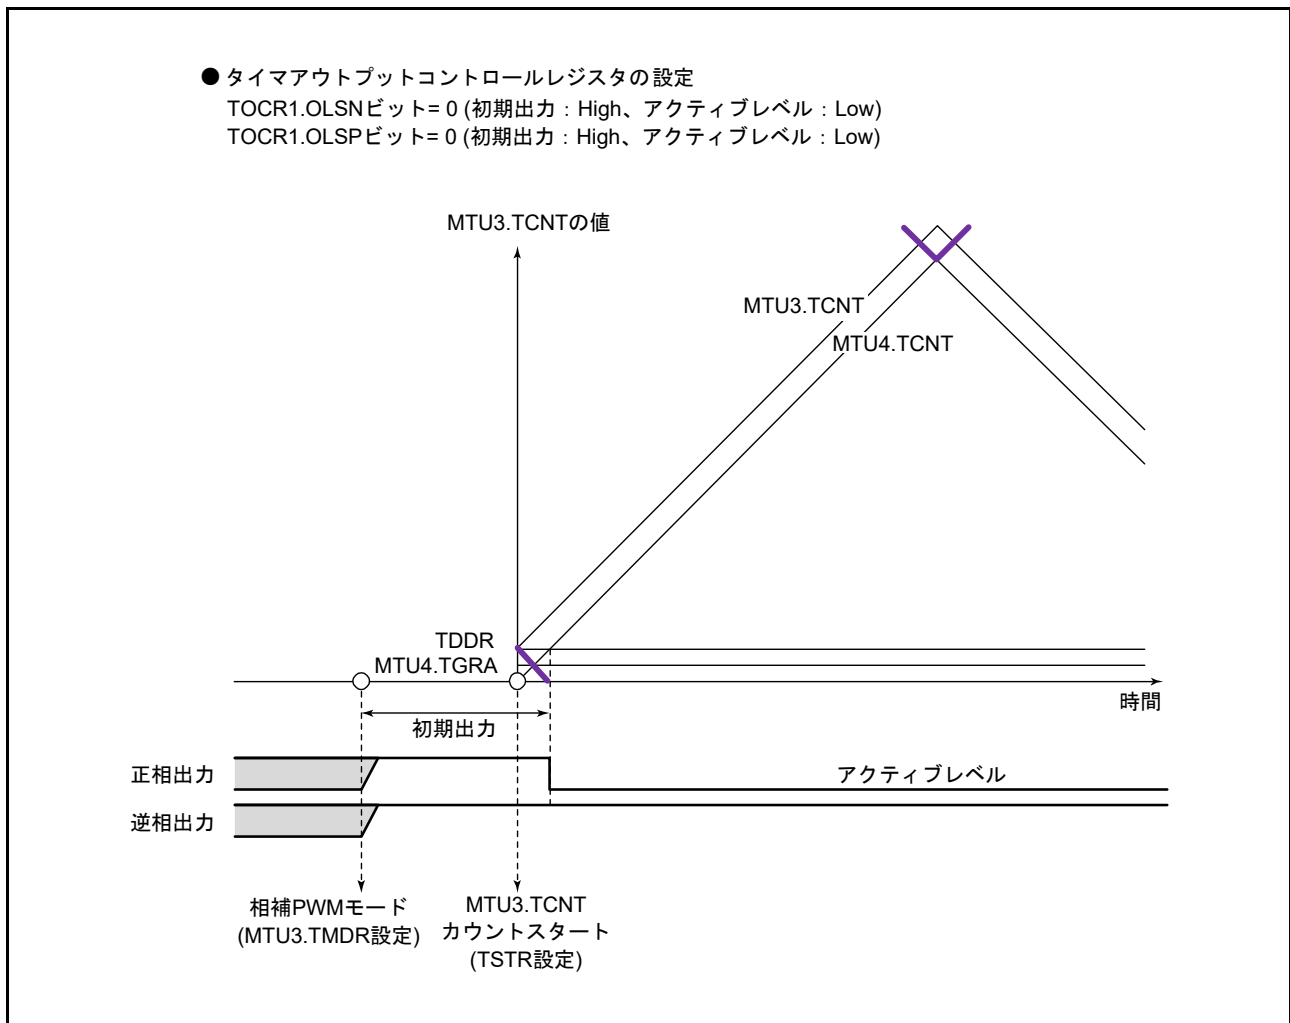 ● タイマアウトプットコントロールレジスタの設定
TOCR1.OLSNビット= 0 (初期出力：High、アクティブレベル：Low)
TOCR1.OLSPビット= 0 (初期出力：High、アクティブレベル：Low)
MTU3.TCNTの値
MTU3.TCNT
MTU4.TCNT
TDDR
MTU4.TGRA
時間
初期出力
正相出力
アクティブレベル
逆相出力
相補PWMモード
(MTU3.TMDR設定)
MTU3.TCNT
カウントスタート
(TSTR設定)